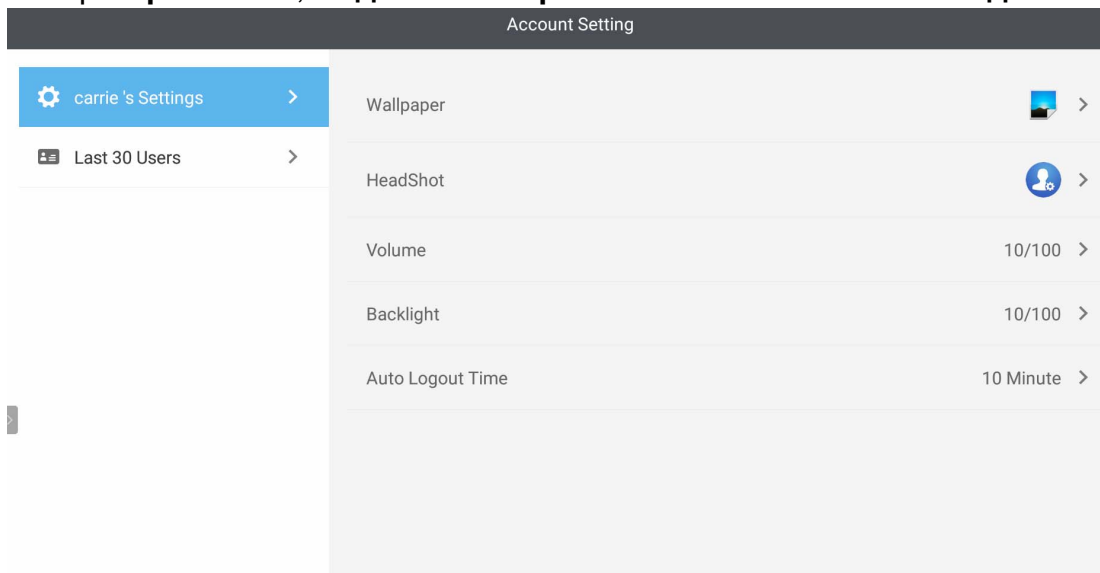 Account Setting
carrie 's Settings
Last 30 Users
Wallpaper
HeadShot
Volume 10/100
Backlight 10/100
Auto Logout Time 10 Minute